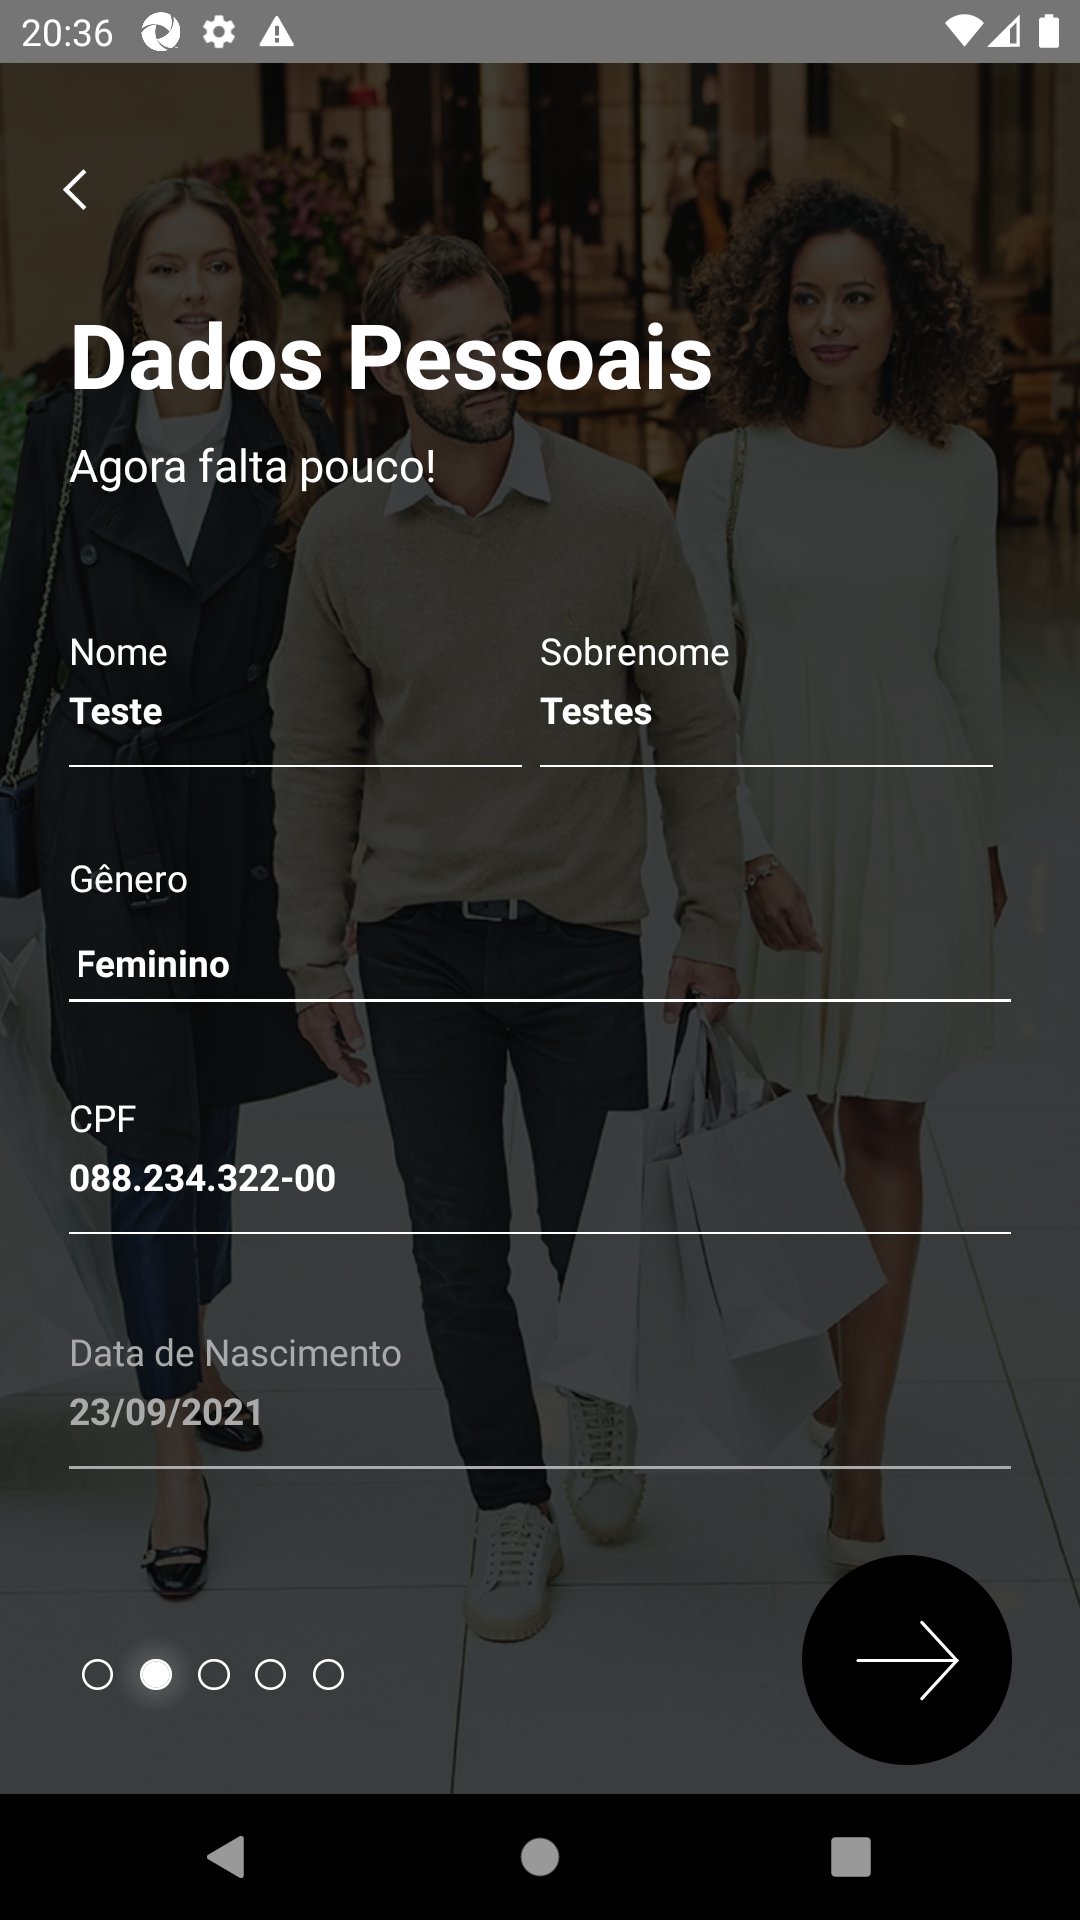 20:36
Dados Pessoais
Agora falta pouco!
Nome
Sobrenome
Teste
Testes
Gênero
Feminino
CPF
088.234.322-00
Data de Nascimento
23/09/2021